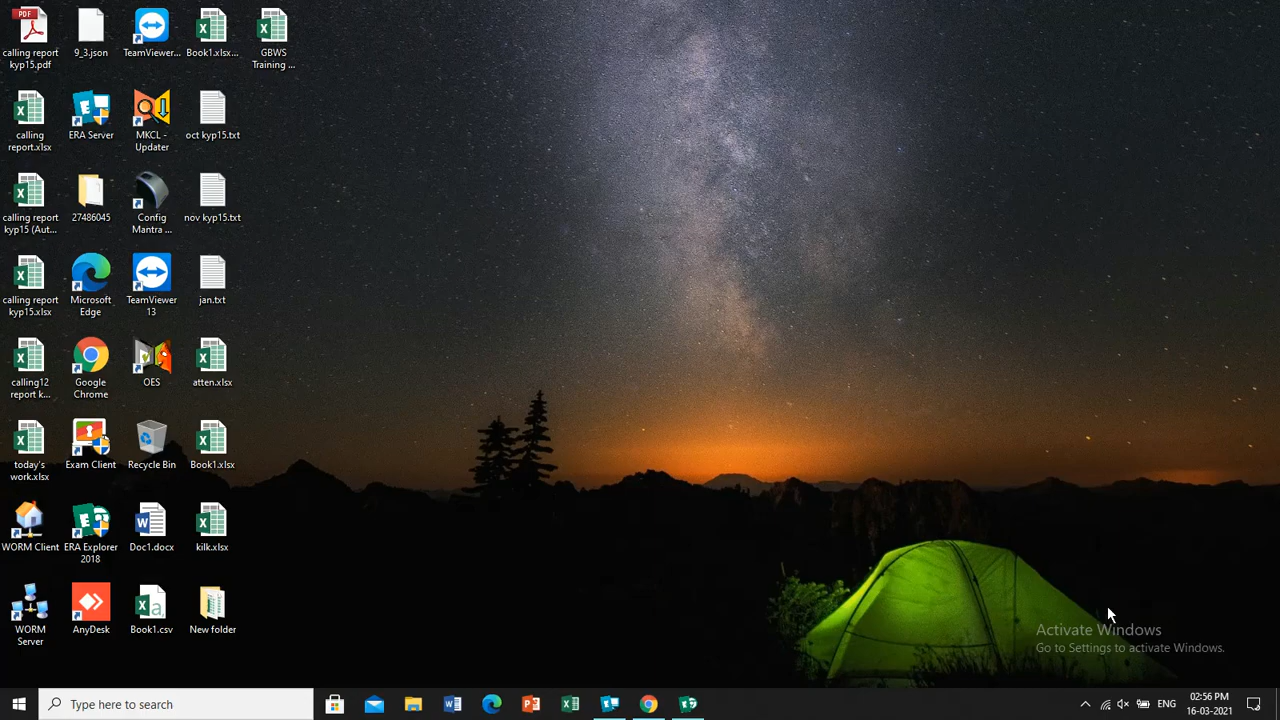 PDF
calling report
kyp15.pdf
9_3.json
TeamViewer...
Book1.xlsx...
GBWS
Training ...
calling
report.xlsx
ERA Server
MKCL -
Updater
oct kyp15.txt
calling report
kyp15 (Aut...
27486045
Config
Mantra ...
nov kyp15.txt
calling report
kyp15.xlsx
Microsoft
Edge
TeamViewer
13
jan.txt
calling12
report k...
Google
Chrome
OES
atten.xlsx
today's
work.xlsx
Exam Client
Recycle Bin
Book1.xlsx
WORM Client
ERA Explorer
2018
Doc1.docx
kilk.xlsx
WORM
Server
AnyDesk
Book1.csv
New folder
Activate Windows
Go to Settings to activate Windows.
Type here to search
ENG
02:56 PM
16-03-2021